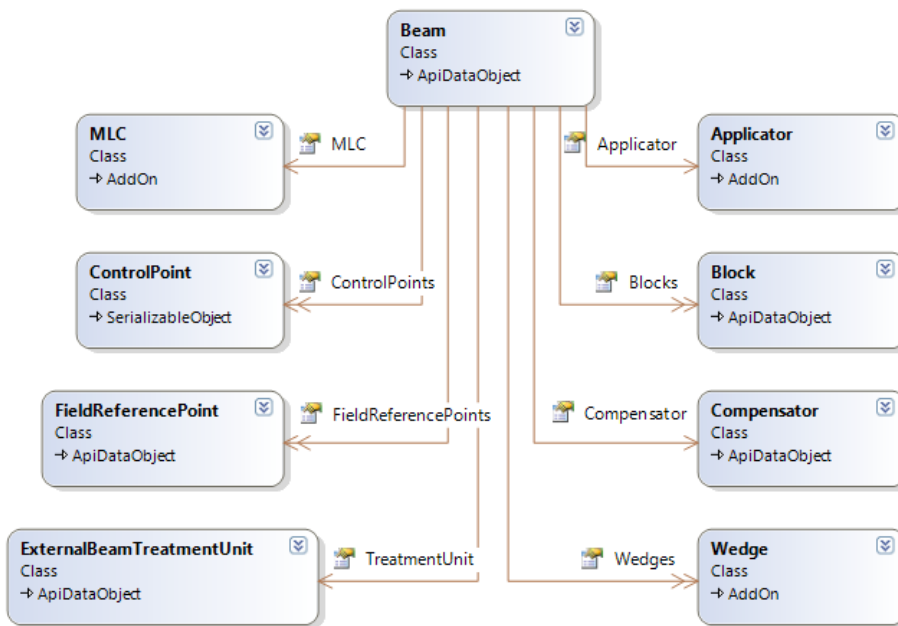 Beam
Class
ApiDataObject
MLC
Class
AddOn
MLC
Applicator
Applicator
Class
AddOn
ControlPoint
Class
SerializableObject
ControlPoints
Blocks
Block
Class
ApiDataObject
FieldReferencePoint
Class
ApiDataObject
FieldReferencePoints
Compensator
Compensator
Class
ApiDataObject
ExternalBeamTreatmentUnit
Class
ApiDataObject
TreatmentUnit
Wedges
Wedge
Class
AddOn